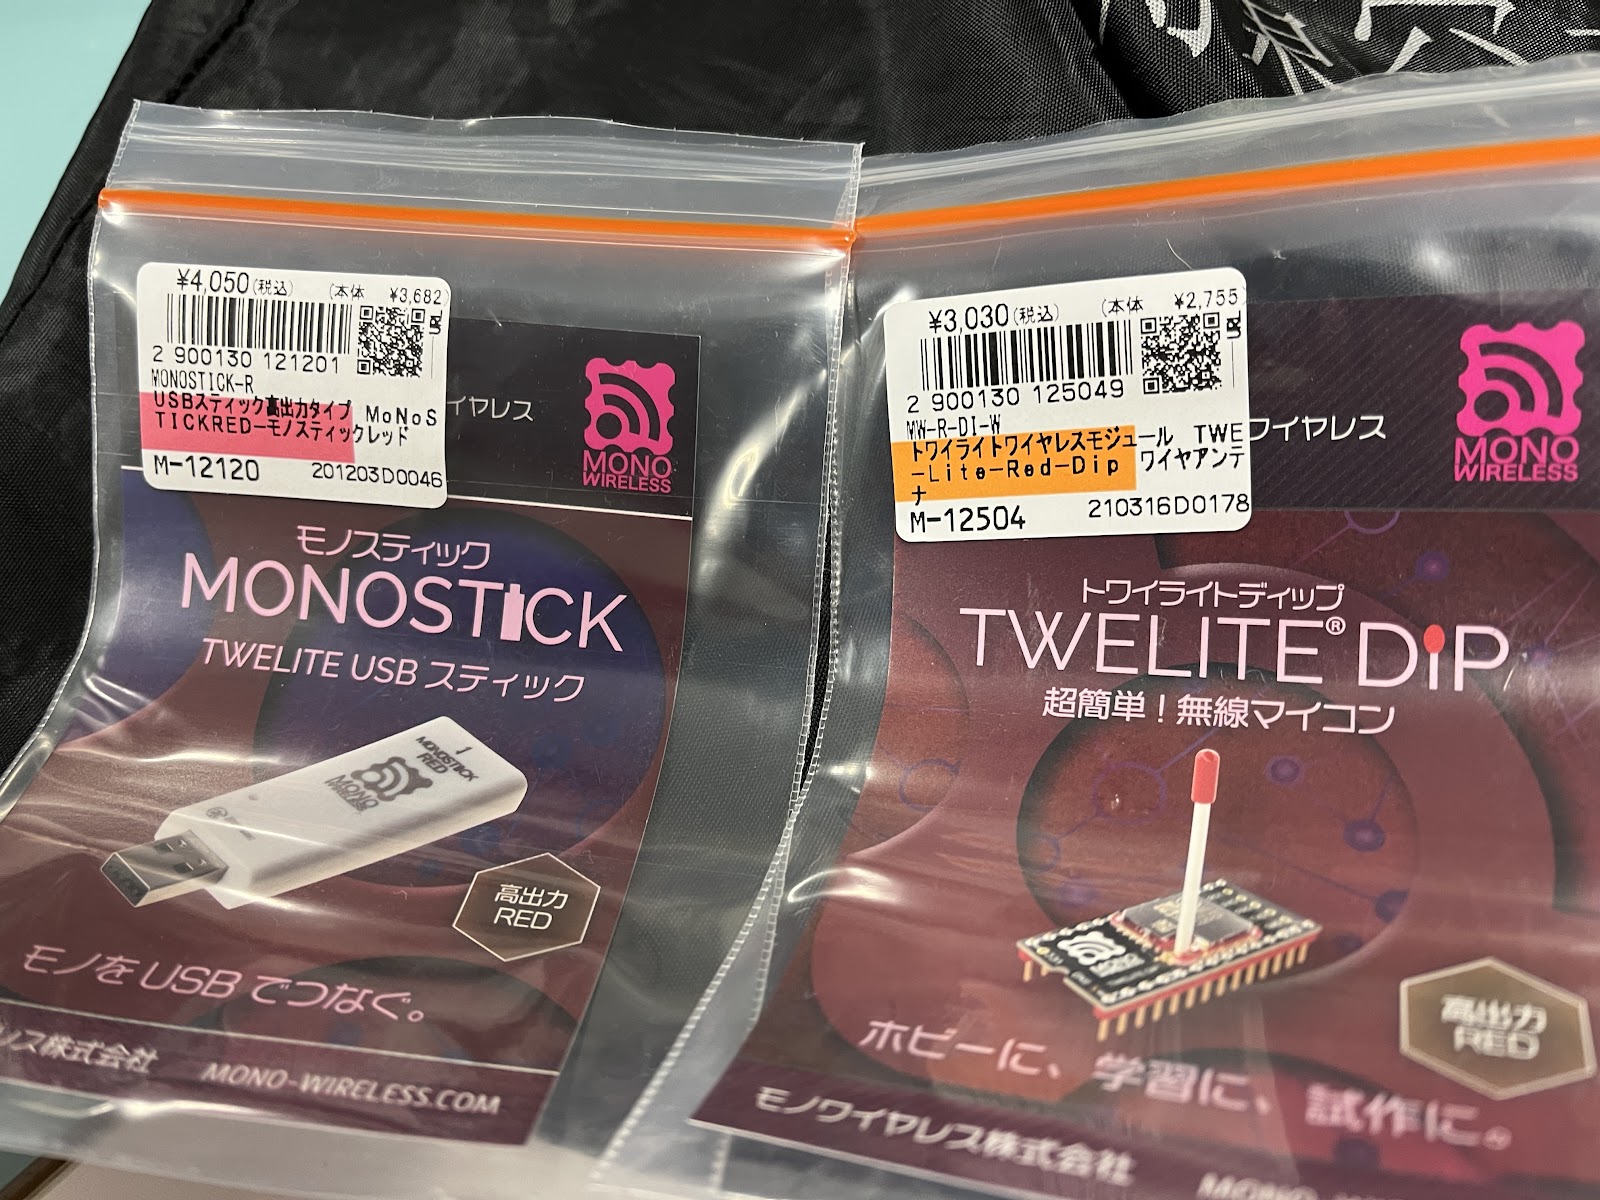 ¥4,050(税込) (本体 ¥3,682)
2 900130 121201
MONOSTICK-R
USBスティック高出力タイプ MoNoS
TICKRED-モノスティックレッド
M-12120 201203D0046
イヤレス
MONO
WIRELESS
モノスティック
MONOSTICK
TWELITE USB スティック
MONOSTICK
RED
MONO
WIRELESS
高出力
RED
モノを USB でつなぐ。
レス株式会社 MONO-WIRELESS.COM
¥3,030(税込) (本体 ¥2,755
2 900130 125049
MW-R-DI-W
トワイライトワイヤレスモジュール TWE
-Lite-Red-Dip ワイヤアンテ
ナ
M-12504 210316D0178
ワイヤレス
MONO
WIRELESS
トワイライトディップ
TWELITE® DIP
超簡単！無線マイコン
MONO
高出力
RED
ホビーに、学習に、試作に。
モノワイヤレス株式会社